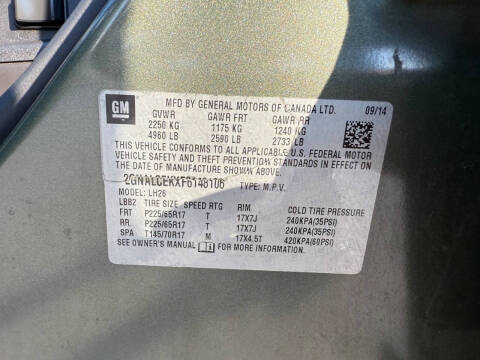 GM
MFD BY GENERAL MOTORS OF CANADA LTD. 09/14
GVWR GAWR FRT GAWR RR
2250 KG 1175 KG 1240 KG
4960 LB 2590 LB 2733 LB
THIS VEHICLE CONFORMS TO ALL APPLICABLE U.S. FEDERAL MOTOR
VEHICLE SAFETY AND THEFT PREVENTION STANDARDS IN EFFECT
ON THE DATE OF MANUFACTURE SHOWN ABOVE.
2GNALCEKXF6148106 TYPE: M.P.V.
MODEL: LH26
LBB2 TIRE SIZE SPEED RTG RIM COLD TIRE PRESSURE
FRT P225/65R17 T 17X7J 240KPA(35PSI)
RR P225/65R17 T 17X7J 240KPA(35PSI)
SPA T145/70R17 M 17X4.5T 420KPA(60PSI)
SEE OWNER'S MANUAL i FOR MORE INFORMATION.